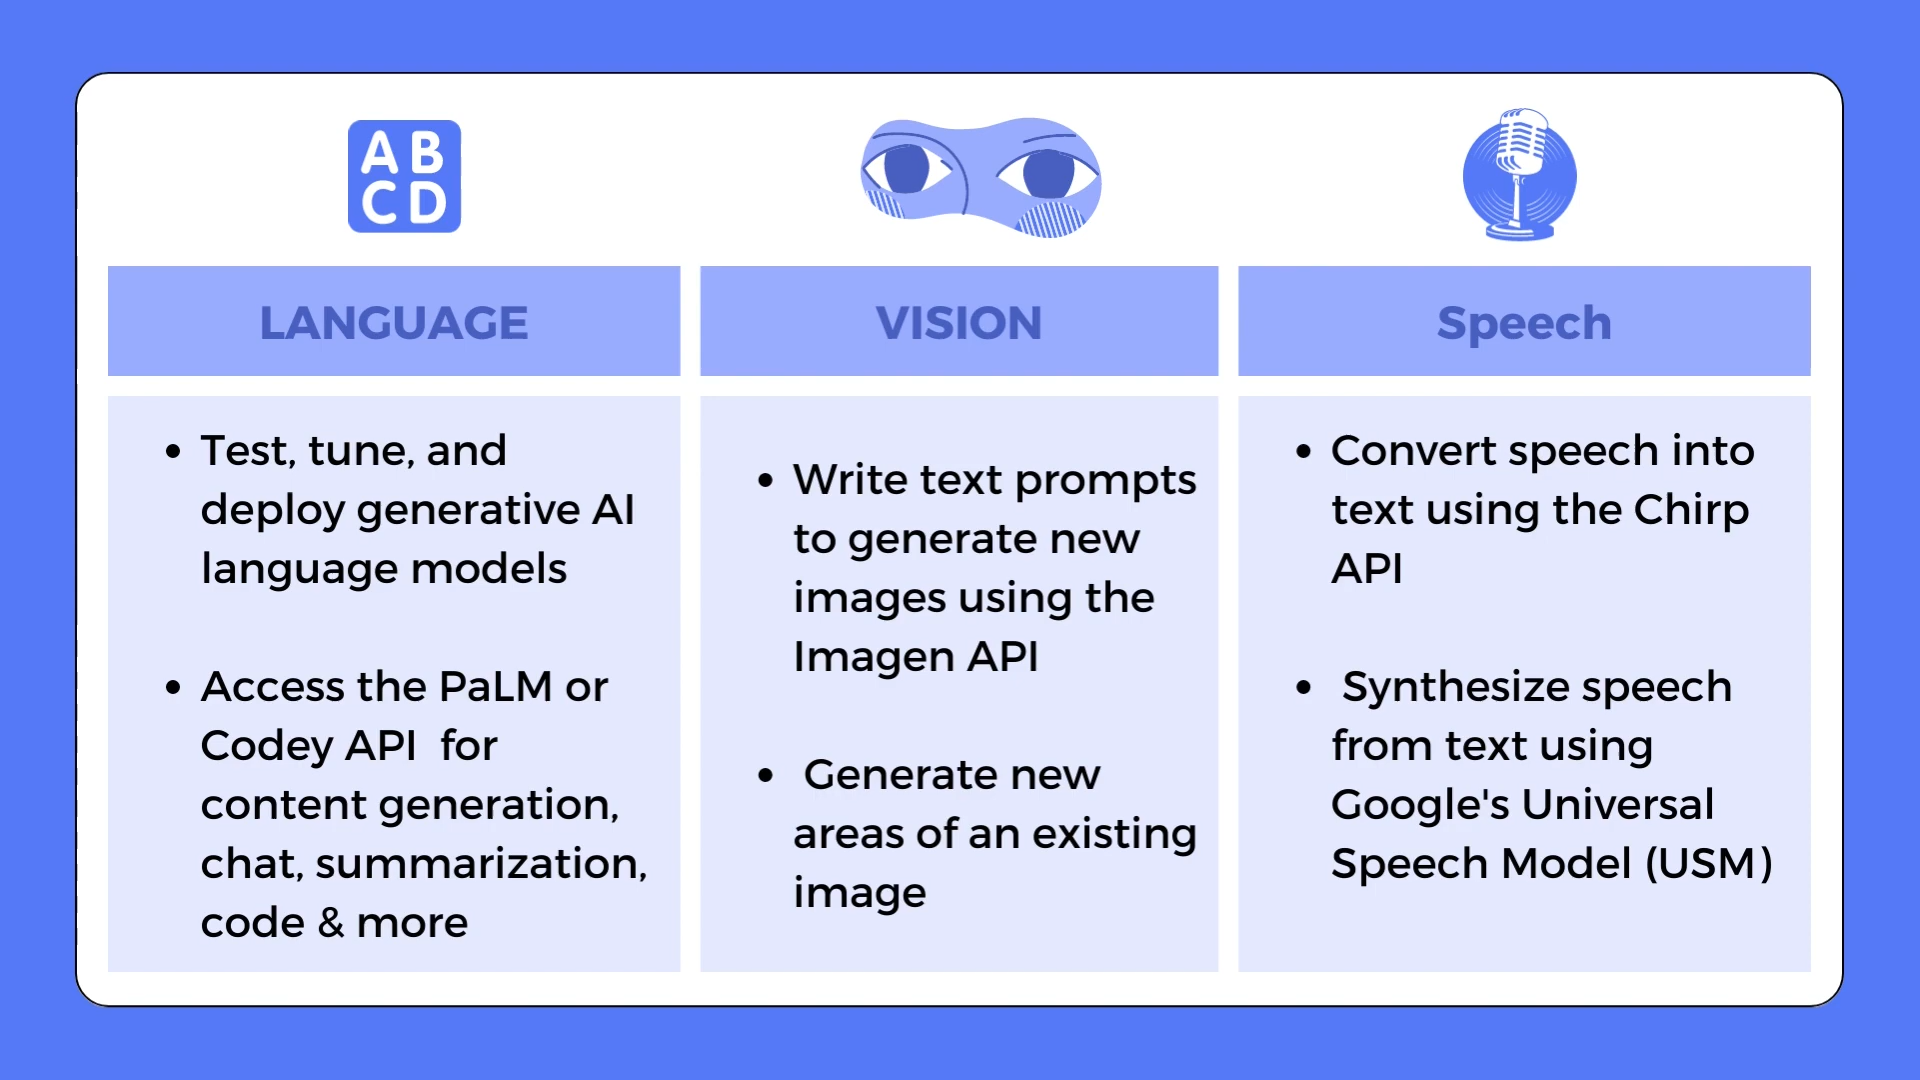 A B
C D
LANGUAGE
Test, tune, and
deploy generative AI
language models
Access the PaLM or
Codey API  for
content generation,
chat, summarization,
code & more
VISION
Write text prompts
to generate new
images using the
Imagen API
Generate new
areas of an existing
image
Speech
Convert speech into
text using the Chirp
API
Synthesize speech
from text using
Google's Universal
Speech Model (USM)